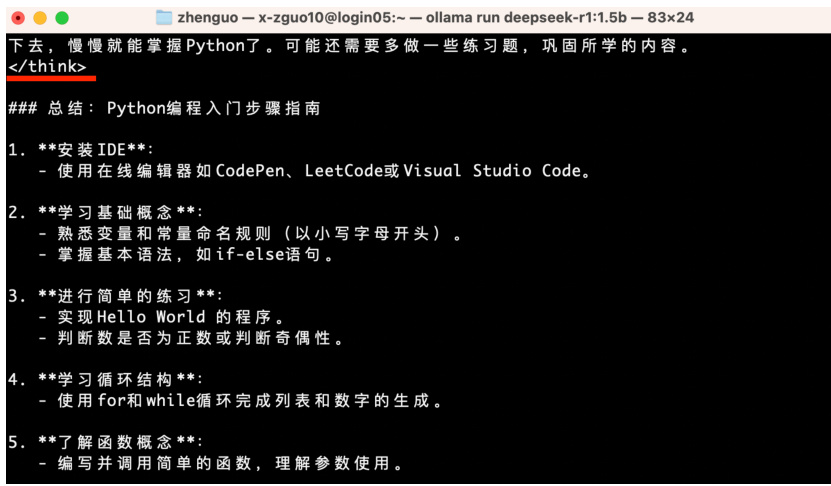 zhenguo — x-zguo10@login05:~ — ollama run deepseek-r1:1.5b — 83×24
下去，慢慢就能掌握Python了。可能还需要多做一些练习题，巩固所学的内容。
</think>
### 总结：Python编程入门步骤指南
1. **安装IDE**:
- 使用在线编辑器如CodePen、LeetCode或Visual Studio Code。
2. **学习基础概念**:
- 熟悉变量和常量命名规则（以小写字母开头）。
- 掌握基本语法，如if-else语句。
3. **进行简单的练习**:
- 实现Hello World 的程序。
- 判断数是否为正数或判断奇偶性。
4. **学习循环结构**:
- 使用for和while循环完成列表和数字的生成。
5. **了解函数概念**:
- 编写并调用简单的函数，理解参数使用。